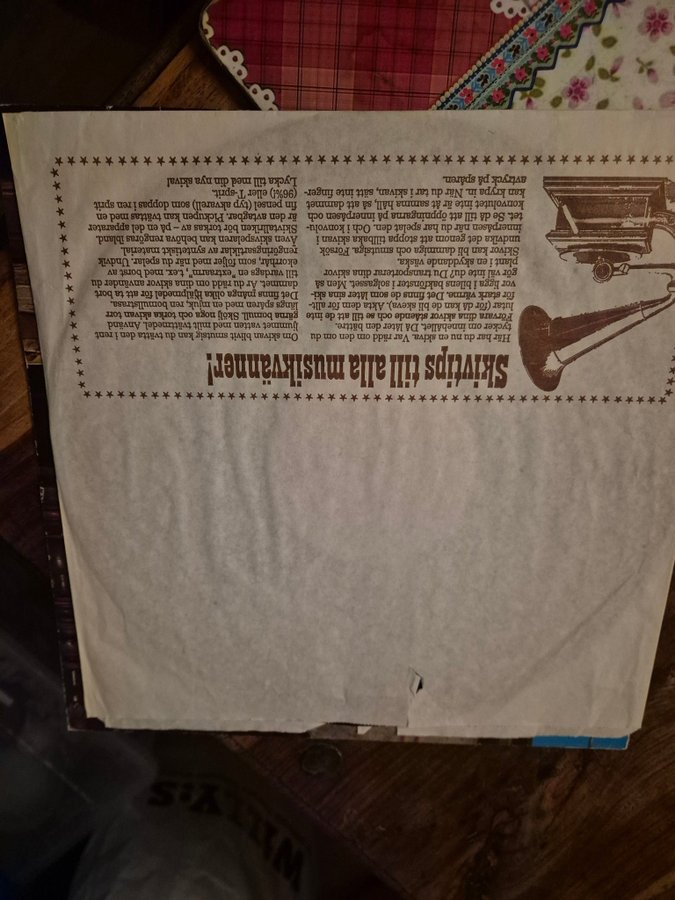 Skivtips till alla musikvänner!
Här har du nu en skiva. Var rädd om den om du
tycker om innehållet. Då låter den bättre.
Förvara dina skivor stående och se till att de inte
lutar (för då kan de bli skeva). Akta dem för allt-
för stark värme. Det finns de som låter sina ski-
vor ligga i bilens bakfönster i solgasset. Men så
gör väl inte du? Du transporterar dina skivor
plant i en skyddande väska.
Skivor kan bli dammiga och smutsiga. Försök
undvika det genom att stoppa tillbaka skivan i
innerpåsen när du har spelat den. Och i konvolu-
tet. Se då till att öppningarna på innerpåsen och
konvolutet inte är åt samma håll, så att dammet
kan krypa in. När du tar i skivan, sätt inte finger-
avtryck på spåren.
Om skivan blivit smutsig kan du tvätta den i rent
ljummet vatten med milt tvättmedel. Använd
gärna bomull. Skölj noga och torka skivan torr
längs spåren med en mjuk, ren bomullstrasa.
Det finns många olika hjälpmedel för att ta bort
dammet. Är du rädd om dina skivor använder du
till vardags en "extraarm", t.ex. med borst av
ekorrhår, som följer med när du spelar. Undvik
rengöringsartiklar av syntetiskt material.
Även skivspelaren kan behöva rengöras ibland.
Skivtallriken bör torkas av – på en del apparater
är den avtagbar. Pickupen kan tvättas med en
fin pensel (typ akvarell) som doppas i ren sprit
(96%!) eller T-sprit.
Lycka till med din nya skiva!
WILLY:S